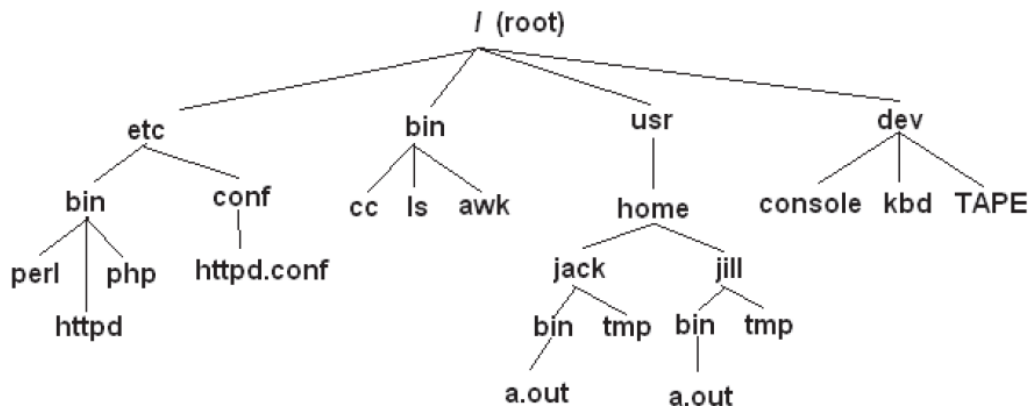 / (root)
etc bin usr dev
bin conf cc ls awk home console kbd TAPE
perl php httpd.conf jack jill
httpd bin tmp bin tmp
a.out a.out